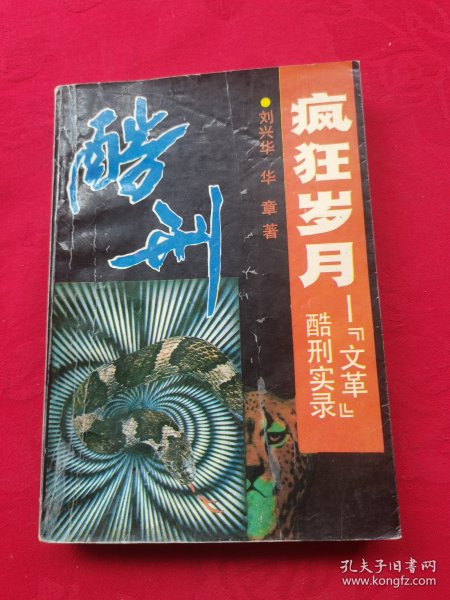 疯狂岁月
—『文革』
酷刑实录
●刘兴华 华章著
酷刑
孔夫子旧书网
www.kongfz.com